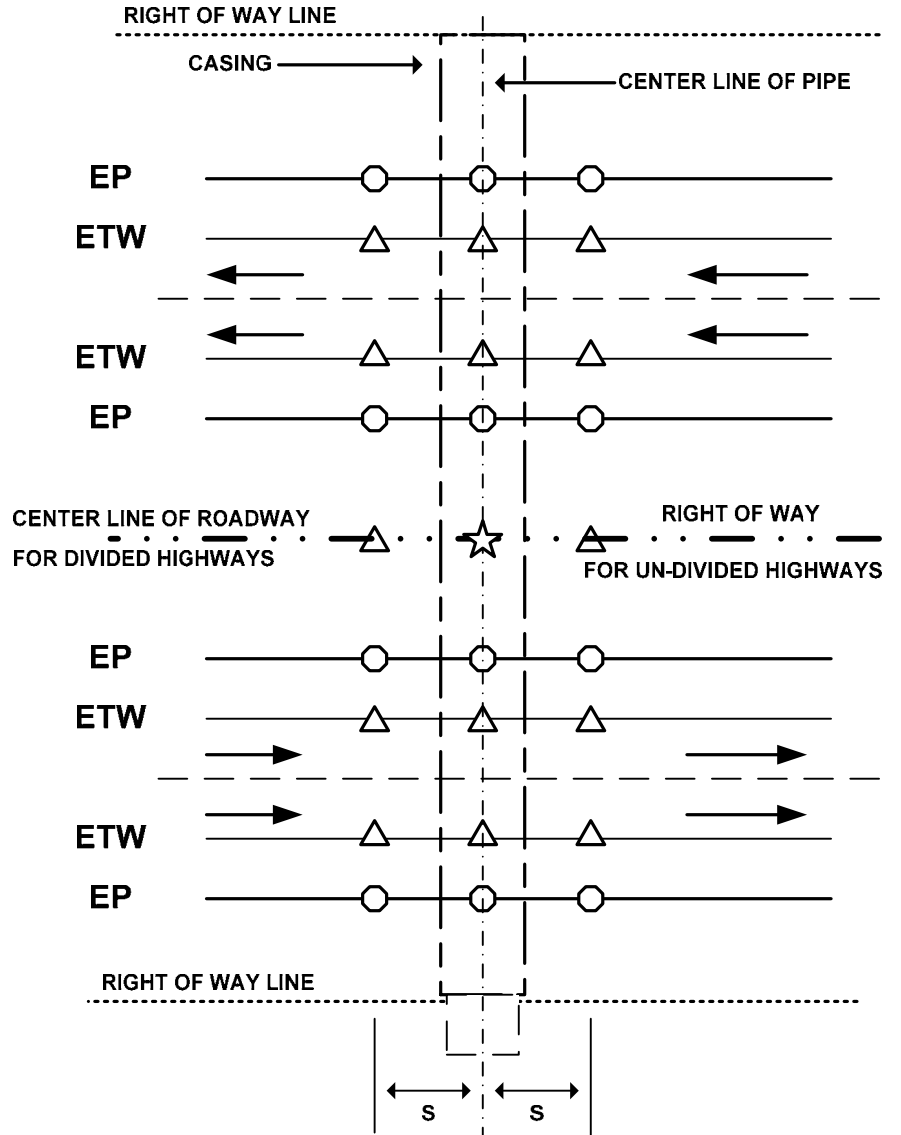 RIGHT OF WAY LINE
CASING
CENTER LINE OF PIPE
EP
ETW
ETW
EP
CENTER LINE OF ROADWAY
FOR DIVIDED HIGHWAYS
RIGHT OF WAY
FOR UN-DIVIDED HIGHWAYS
EP
ETW
ETW
EP
RIGHT OF WAY LINE
S
S